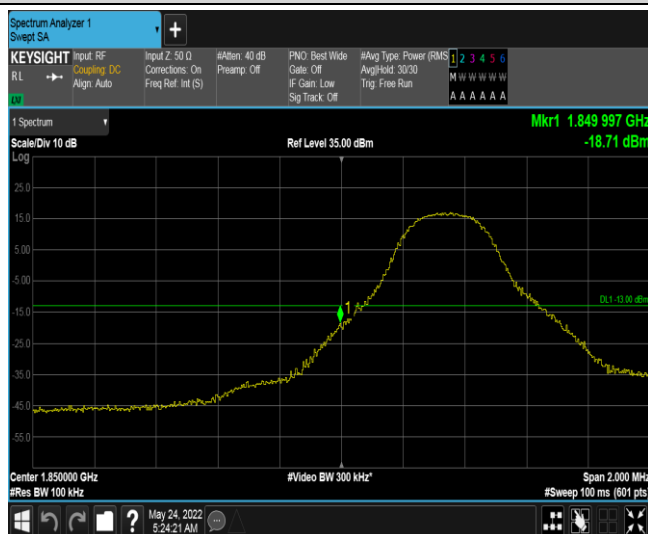 Spectrum Analyzer 1
Swept SA
+
KEYSIGHT
RL
LXI
Input: RF
Coupling: DC
Align: Auto
Input Z: 50 Ω
Corrections: On
Freq Ref: Int (S)
#Atten: 40 dB
Preamp: Off
PNO: Best Wide
Gate: Off
IF Gain: Low
Sig Track: Off
#Avg Type: Power (RMS
Avg|Hold: 30/30
Trig: Free Run
1 2 3 4 5 6
M W W W W W
A A A A A A
1 Spectrum
Scale/Div 10 dB
Ref Level 35.00 dBm
Mkr1 1.849 997 GHz
-18.71 dBm
Log
25.0
15.0
5.00
-5.00
-15.0
-25.0
-35.0
-45.0
-55.0
1
DL1 -13.00 dBm
Center 1.850000 GHz
#Video BW 300 kHz*
Span 2.000 MHz
#Res BW 100 kHz
#Sweep 100 ms (601 pts)
?
May 24, 2022
5:24:21 AM